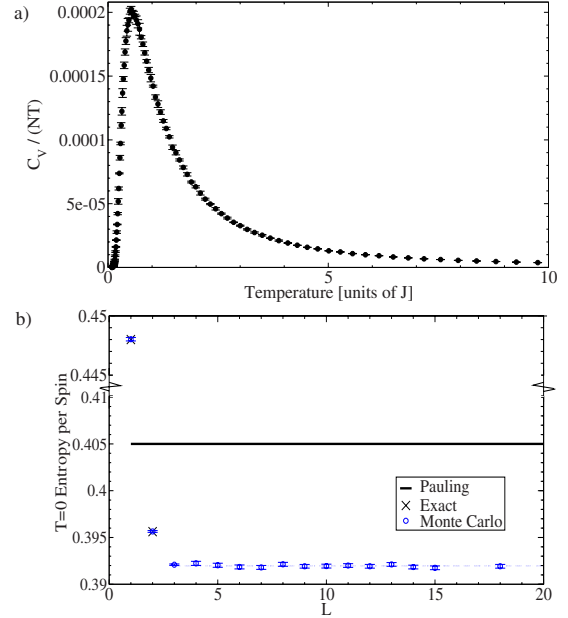 a)
0.0002
0.00015
0.0001
5e-05
0
C_V / (NT)
0
5
10
Temperature [units of J]
b)
0.45
0.445
0.41
0.405
0.4
0.395
0.39
T=0 Entropy per Spin
Pauling
Exact
Monte Carlo
0
5
10
15
20
L